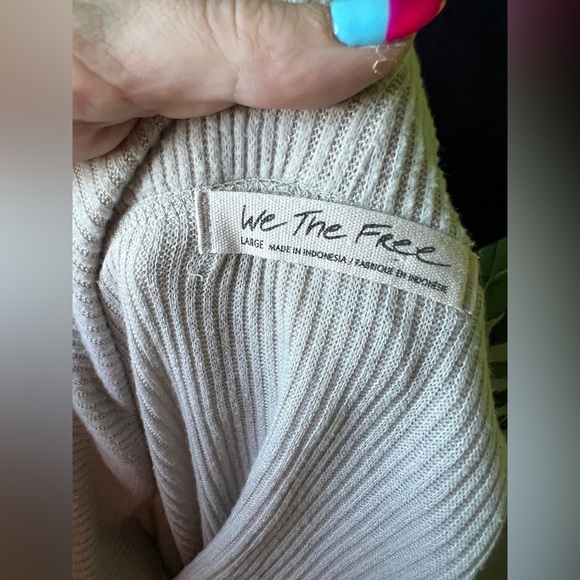 We The Free
LARGE MADE IN INDONESIA / FABRIQUE EN INDONÉSIE